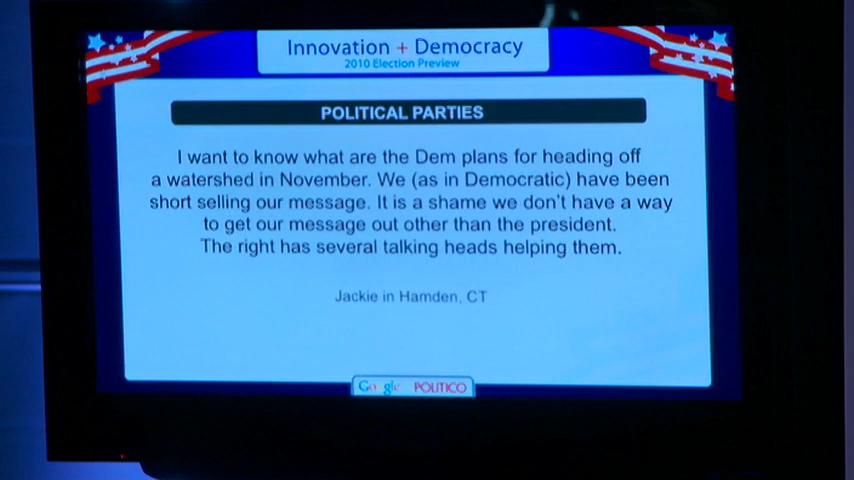 Innovation + Democracy
2010 Election Preview
POLITICAL PARTIES
I want to know what are the Dem plans for heading off
a watershed in November. We (as in Democratic) have been
short selling our message. It is a shame we don't have a way
to get our message out other than the president.
The right has several talking heads helping them.
Jackie in Hamden, CT
Google POLITICO